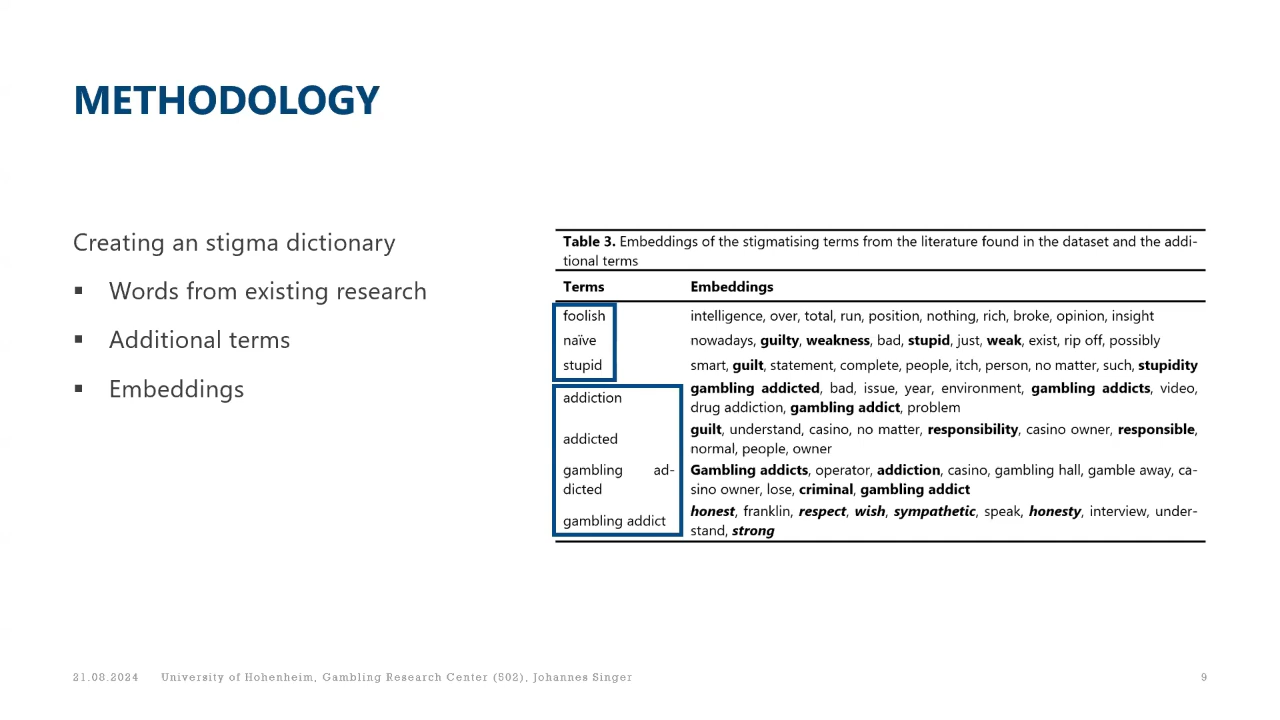 METHODOLOGY
Creating an stigma dictionary
▪ Words from existing research
▪ Additional terms
▪ Embeddings
Table 3. Embeddings of the stigmatising terms from the literature found in the dataset and the addi-
tional terms
Terms Embeddings
foolish intelligence, over, total, run, position, nothing, rich, broke, opinion, insight
naïve nowadays, guilty, weakness, bad, stupid, just, weak, exist, rip off, possibly
stupid smart, guilt, statement, complete, people, itch, person, no matter, such, stupidity
addiction gambling addicted, bad, issue, year, environment, gambling addicts, video,
drug addiction, gambling addict, problem
addicted guilt, understand, casino, no matter, responsibility, casino owner, responsible,
normal, people, owner
gambling ad- Gambling addicts, operator, addiction, casino, gambling hall, gamble away, ca-
dicted sino owner, lose, criminal, gambling addict
gambling addict honest, franklin, respect, wish, sympathetic, speak, honesty, interview, under-
stand, strong
21.08.2024 University of Hohenheim, Gambling Research Center (502), Johannes Singer 9